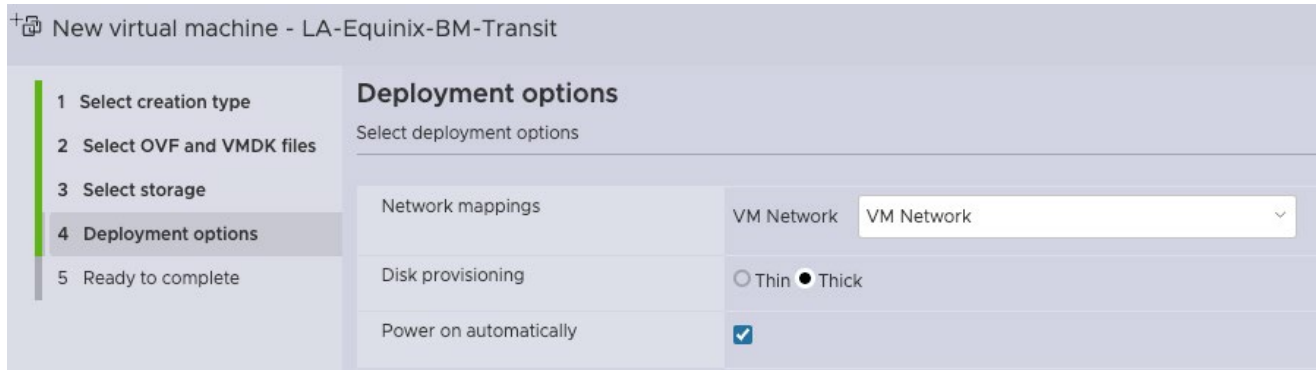 New virtual machine - LA-Equinix-BM-Transit
1 Select creation type
2 Select OVF and VMDK files
3 Select storage
4 Deployment options
5 Ready to complete
Deployment options
Select deployment options
Network mappings
VM Network VM Network
Disk provisioning
Thin Thick
Power on automatically